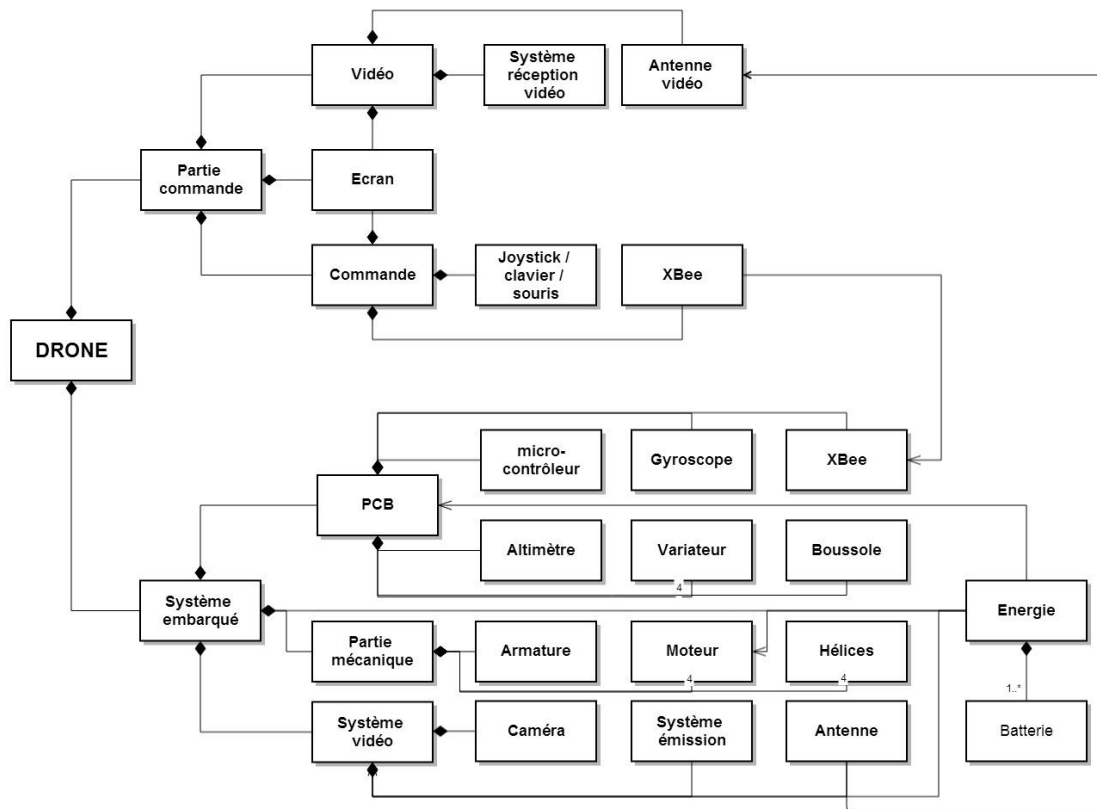 Vidéo
Système
réception
vidéo
Antenne
vidéo
Partie
commande
Ecran
Commande
Joystick /
clavier /
souris
XBee
DRONE
micro-
contrôleur
Gyroscope
XBee
PCB
Altimètre
Variateur
Boussole
4
Système
embarqué
Energie
Partie
mécanique
Armature
Moteur
Hélices
4
4
1..*
Système
vidéo
Caméra
Système
émission
Antenne
Batterie